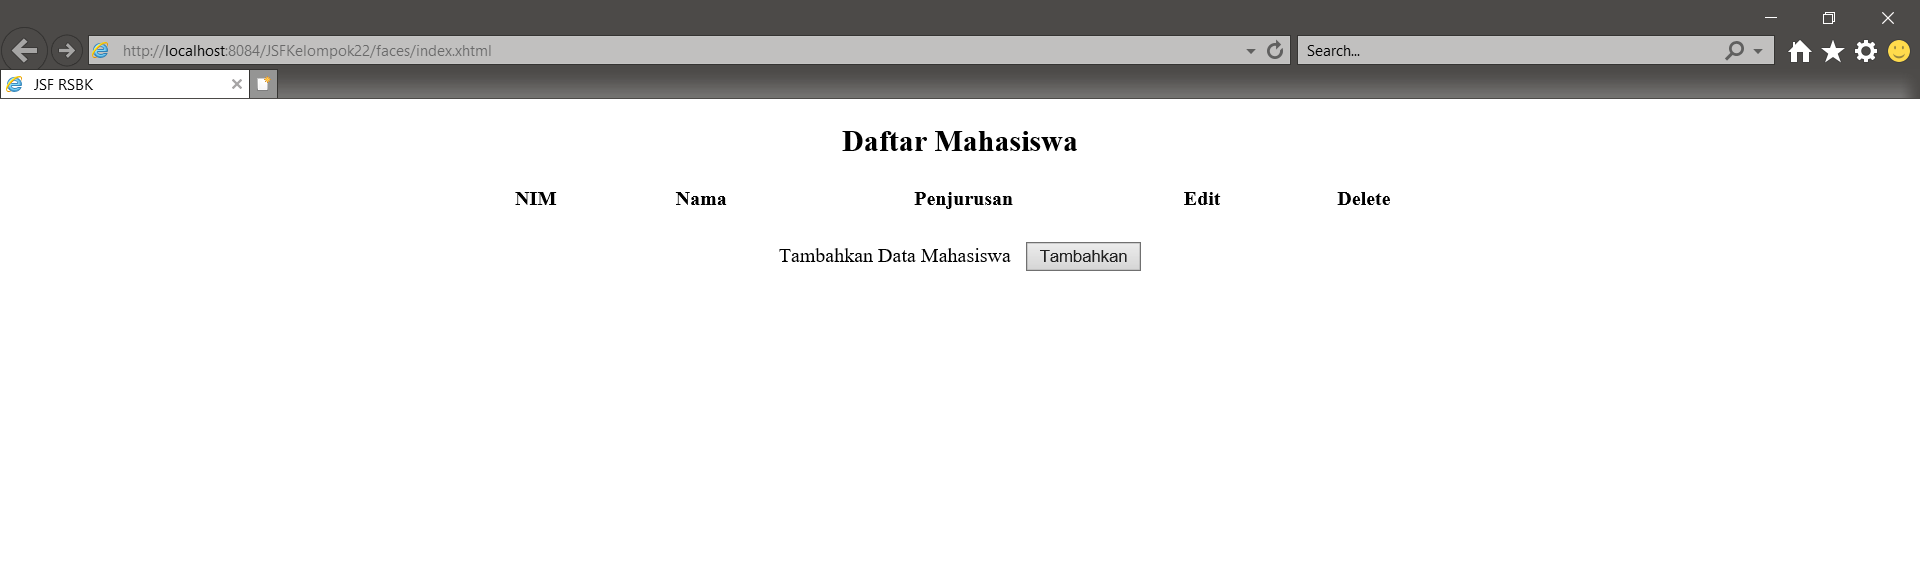 http://localhost:8084/JSFKelompok22/faces/index.xhtml
Search...
JSF RSBK
Daftar Mahasiswa
NIM Nama Penjurusan Edit Delete
Tambahkan Data Mahasiswa Tambahkan